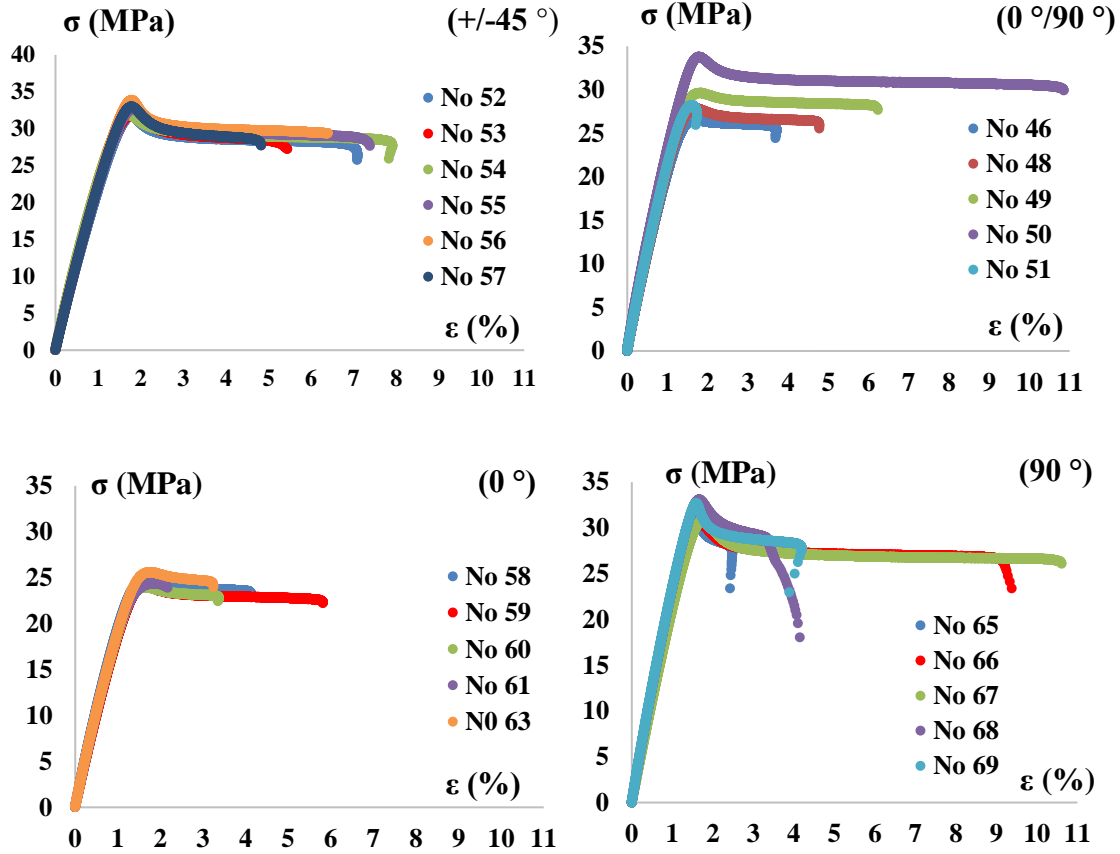 σ (MPa)
(+/-45 °)
40
35
30
25
20
15
10
5
0
No 52
No 53
No 54
No 55
No 56
No 57
ε (%)
0 1 2 3 4 5 6 7 8 9 10 11
σ (MPa)
(0 °/90 °)
35
30
25
20
15
10
5
0
No 46
No 48
No 49
No 50
No 51
ε (%)
0 1 2 3 4 5 6 7 8 9 10 11
σ (MPa)
(0 °)
35
30
25
20
15
10
5
0
No 58
No 59
No 60
No 61
N0 63
ε (%)
0 1 2 3 4 5 6 7 8 9 10 11
σ (MPa)
(90 °)
35
30
25
20
15
10
5
0
No 65
No 66
No 67
No 68
No 69
ε (%)
0 1 2 3 4 5 6 7 8 9 10 11